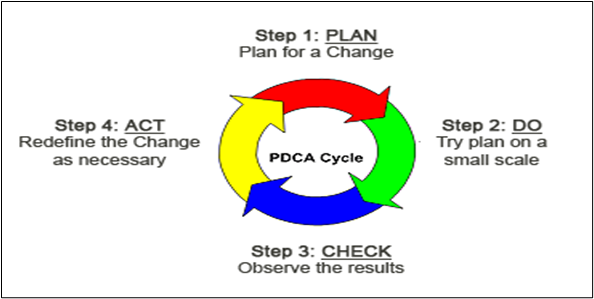 Step 1: PLAN
Plan for a Change
Step 2: DO
Try plan on a
small scale
Step 3: CHECK
Observe the results
Step 4: ACT
Redefine the Change
as necessary
PDCA Cycle